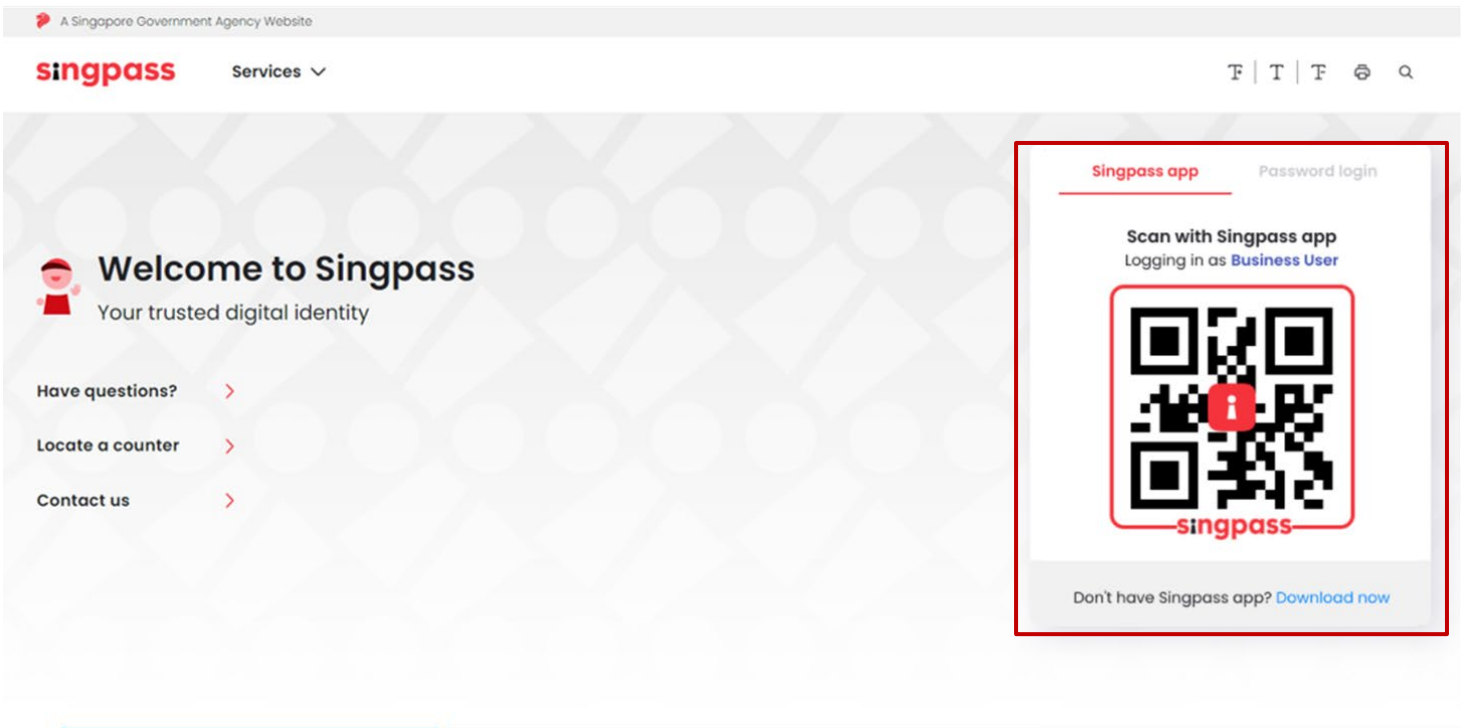 A Singapore Government Agency Website
singpass
Services
T T T
Singpass app Password login
Scan with Singpass app
Logging in as Business User
Welcome to Singpass
Your trusted digital identity
Have questions?
Locate a counter
Contact us
singpass
Don't have Singpass app? Download now